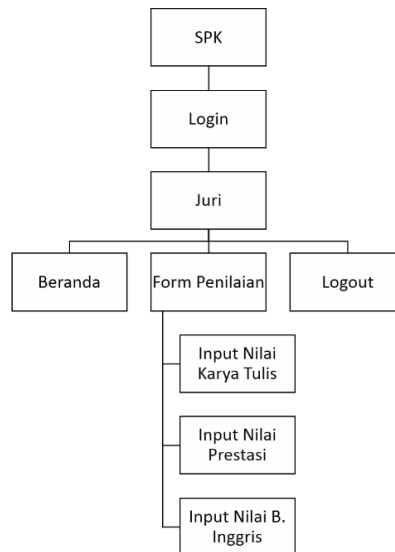 SPK
Login
Juri
Beranda
Form Penilaian
Logout
Input Nilai
Karya Tulis
Input Nilai
Prestasi
Input Nilai B.
Inggris